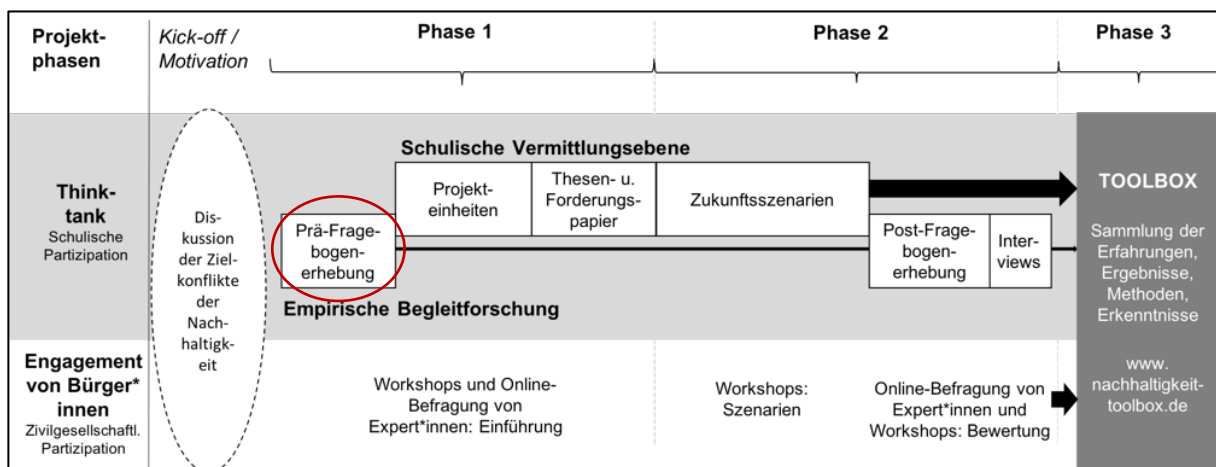 Projekt-
phasen
Kick-off /
Motivation
Phase 1
Phase 2
Phase 3
Think-
tank
Schulische
Partizipation
Dis-
kussion
der Ziel-
konflikte
der
Nach-
haltigk-
eit
Schulische Vermittlungsebene
Projekt-
einheiten
Thesen- u.
Forderungs-
papier
Zukunftsszenarien
Prä-Frage-
bogen-
erhebung
Post-Frage-
bogen-
erhebung
Inter-
views
Empirische Begleitforschung
TOOLBOX
Sammlung der
Erfahrungen,
Ergebnisse,
Methoden,
Erkenntnisse
www.
nachhaltigkeit-
toolbox.de
Engagement
von Bürger*
innen
Zivilgesellschaftl.
Partizipation
Workshops und Online-
Befragung von
Expert*innen: Einführung
Workshops:
Szenarien
Online-Befragung von
Expert*innen und
Workshops: Bewertung